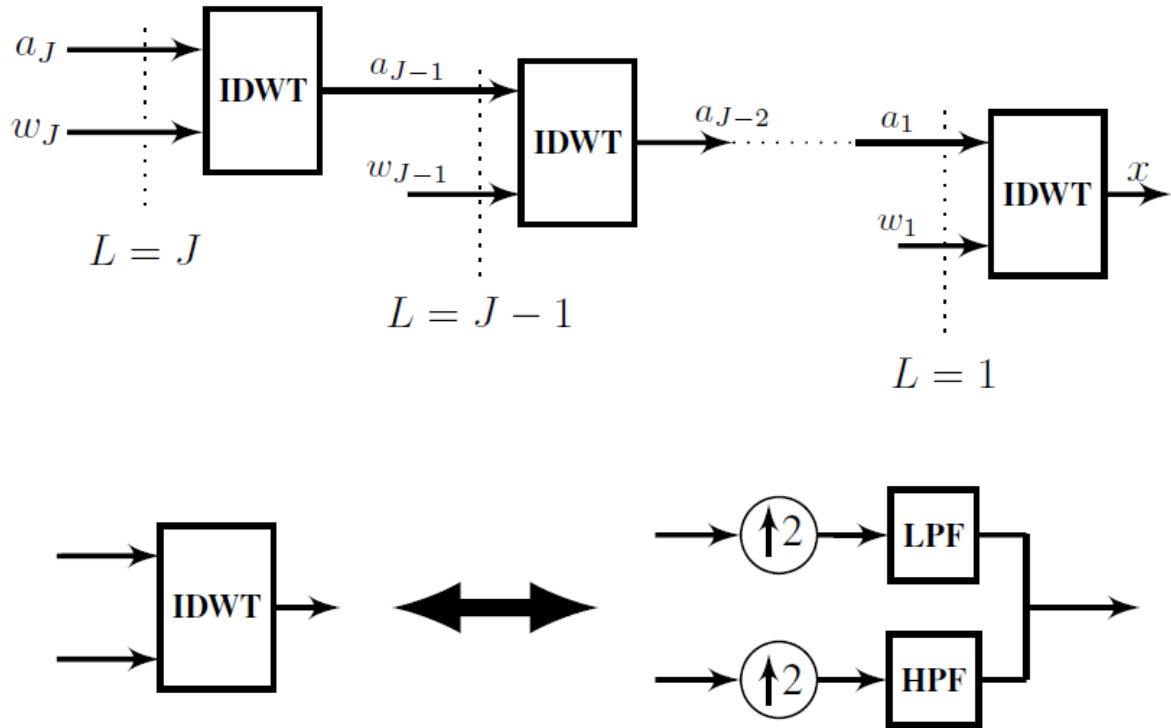 a_J
IDWT
a_{J-1}
w_J
IDWT
a_{J-2}
a_1
w_{J-1}
IDWT
x
w_1
L = J
L = J - 1
L = 1
↑2
LPF
IDWT
↑2
HPF